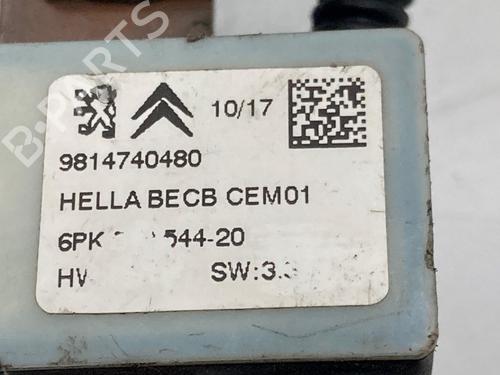 B-PARTS
10/17
9814740480
HELLA BECB CEM01
544-20
SW:3.